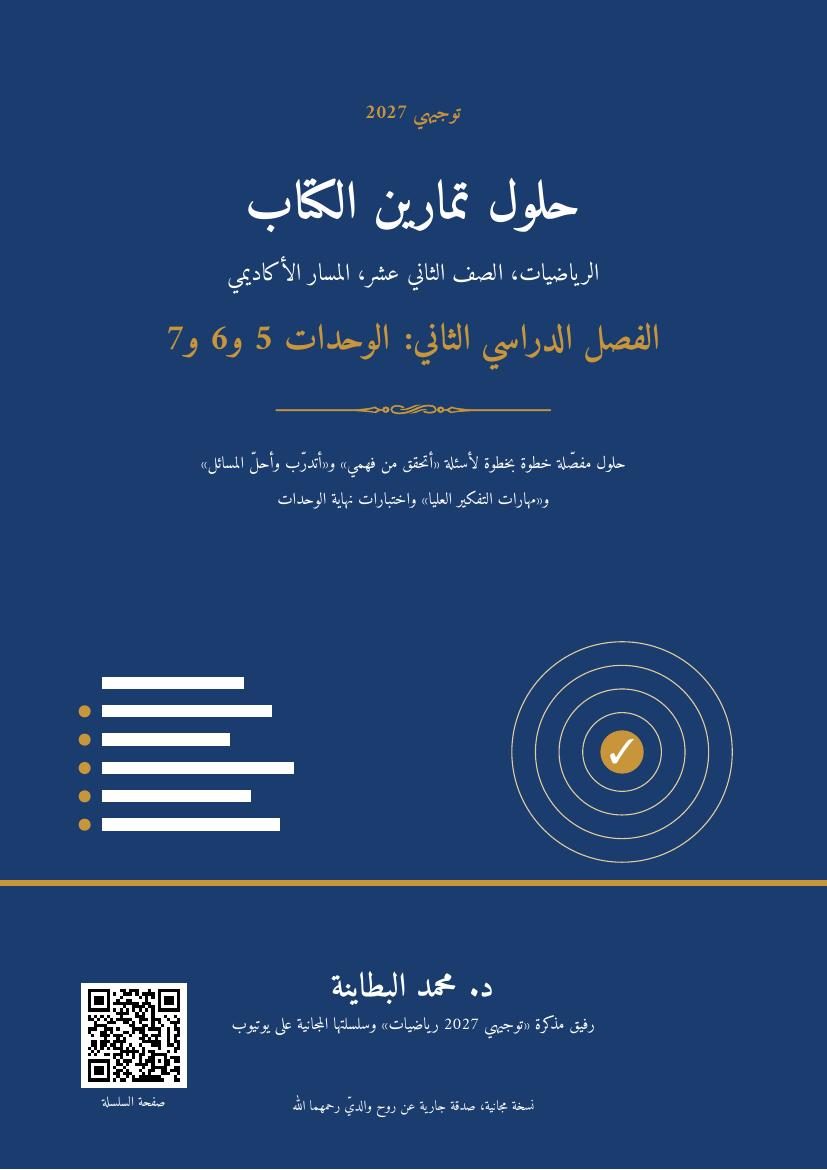 توجيهي 2027
حلول تمارين الكتاب
الرياضيات، الصف الثاني عشر، المسار الأكاديمي
الفصل الدراسي الثاني: الوحدات 5 و6 و7
حلول مفصّلة خطوة بخطوة لأسئلة «أتحقق من فهمي» و«أتدرّب وأحلّ المسائل»
و«مهارات التفكير العليا» واختبارات نهاية الوحدات
✓
د. محمد البطاينة
رفيق مذكرة «توجيهي 2027 رياضيات» وسلسلتها المجانية على يوتيوب
صفحة السلسلة
نسخة مجانية، صدقة جارية عن روح والديّ رحمهما الله